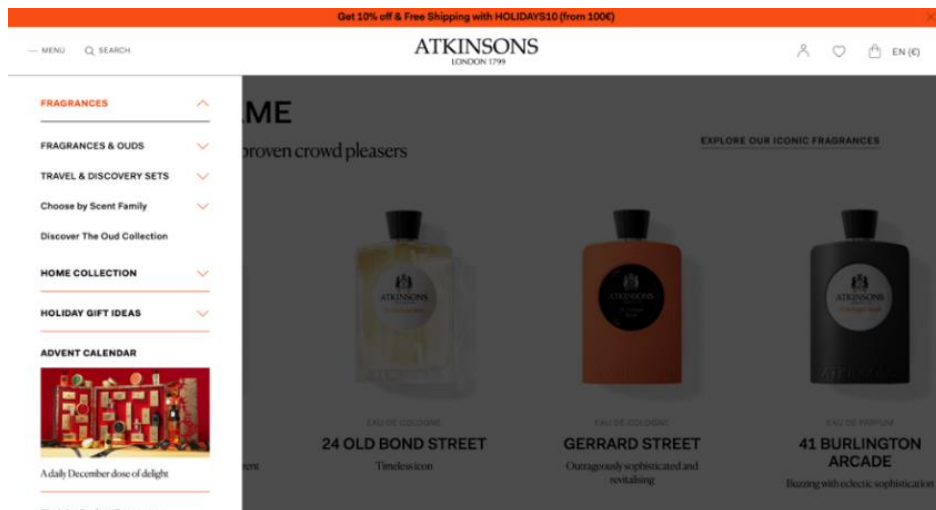 Get 10% off & Free Shipping with HOLIDAYS10 (from 100€)
MENU
SEARCH
ATKINSONS
LONDON 1799
EN (€)
FRAGRANCES
FRAGRANCES & OUDS
TRAVEL & DISCOVERY SETS
Choose by Scent Family
Discover The Oud Collection
HOME COLLECTION
HOLIDAY GIFT IDEAS
ADVENT CALENDAR
A daily December dose of delight
AME
proven crowd pleasers
EXPLORE OUR ICONIC FRAGRANCES
ATKINSONS
ATKINSONS
ATKINSONS
EAU DE COLOGNE
24 OLD BOND STREET
Timeless icon
EAU DE COLOGNE
GERRARD STREET
Outrageously sophisticated and
revitalising
EAU DE PARFUM
41 BURLINGTON
ARCADE
Buzzing with eclectic sophistication